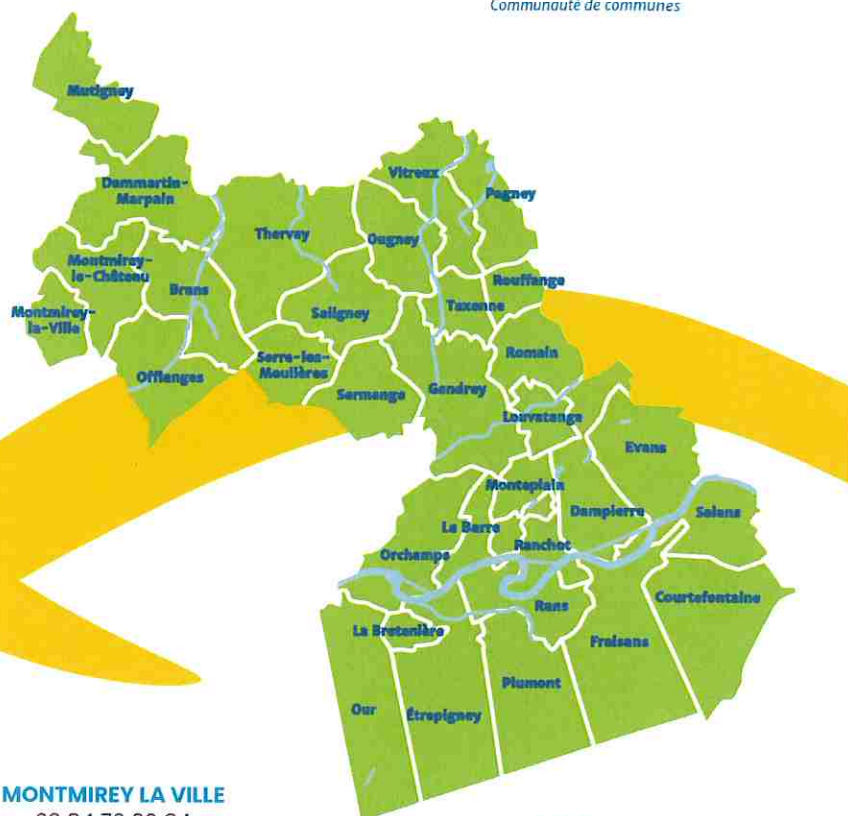 Communauté de communes
Mutigney
Dammartin-
Marpain
Vitreux
Pagney
Thervay
Ougney
Montmirey-
le-Château
Brans
Rouffange
Montmirey-
la-Ville
Saligney
Taxenne
Romain
Serre-les-
Moulières
Offlanges
Sermange
Gendrey
Louvatange
Evans
Monteplain
Dampierre
Salans
La Barre
Ranchot
Orchamps
Courtefontaine
Rans
La Bretenière
Fraisans
Plumont
Our
Étrepigney
MONTMIREY LA VILLE